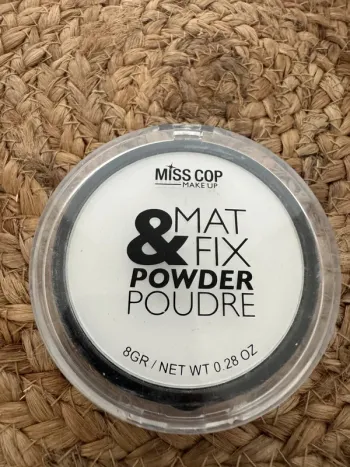 MISS COP
MAKE UP
MAT
& FIX
POWDER
POUDRE
8GR / NET WT 0.28 OZ